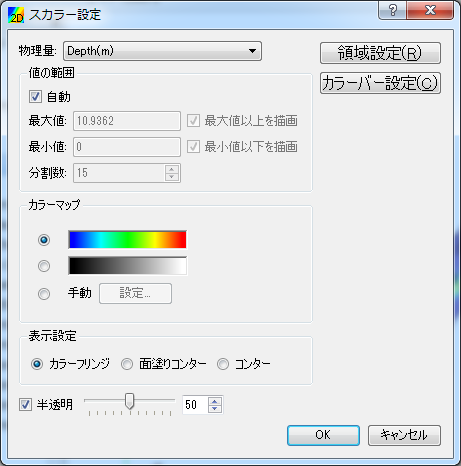 2D スカラー設定
物理量: Depth(m)
領域設定(R)
カラーバー設定(C)
値の範囲
自動
最大値: 10.9362 最大値以上を描画
最小値: 0 最小値以下を描画
分割数: 15
カラーマップ
手動 設定...
表示設定
カラーフリンジ 面塗りコンター コンター
半透明 50
OK キャンセル